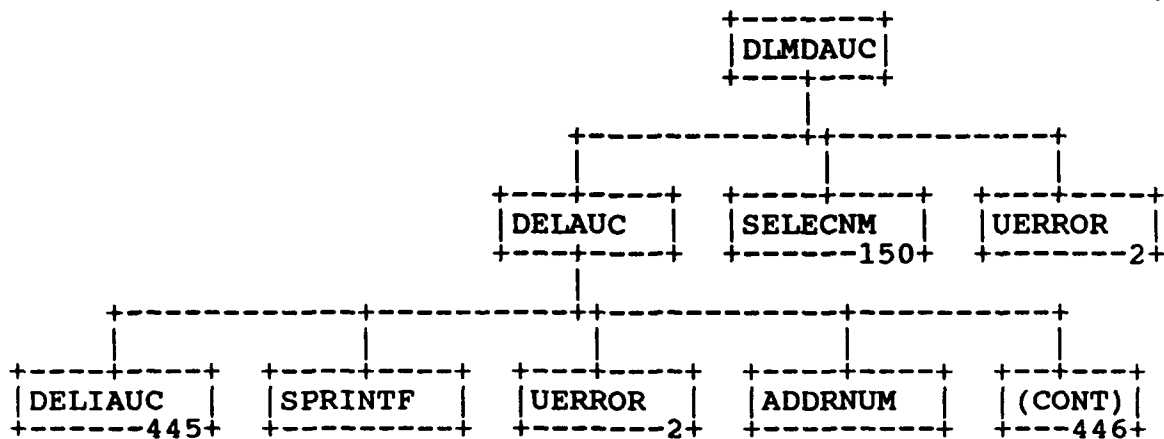 DLMDAUC
DELAUC SELECNM UERROR
150 2
DELIAUC SPRINTF UERROR ADDRNUM (CONT)
445 2 446